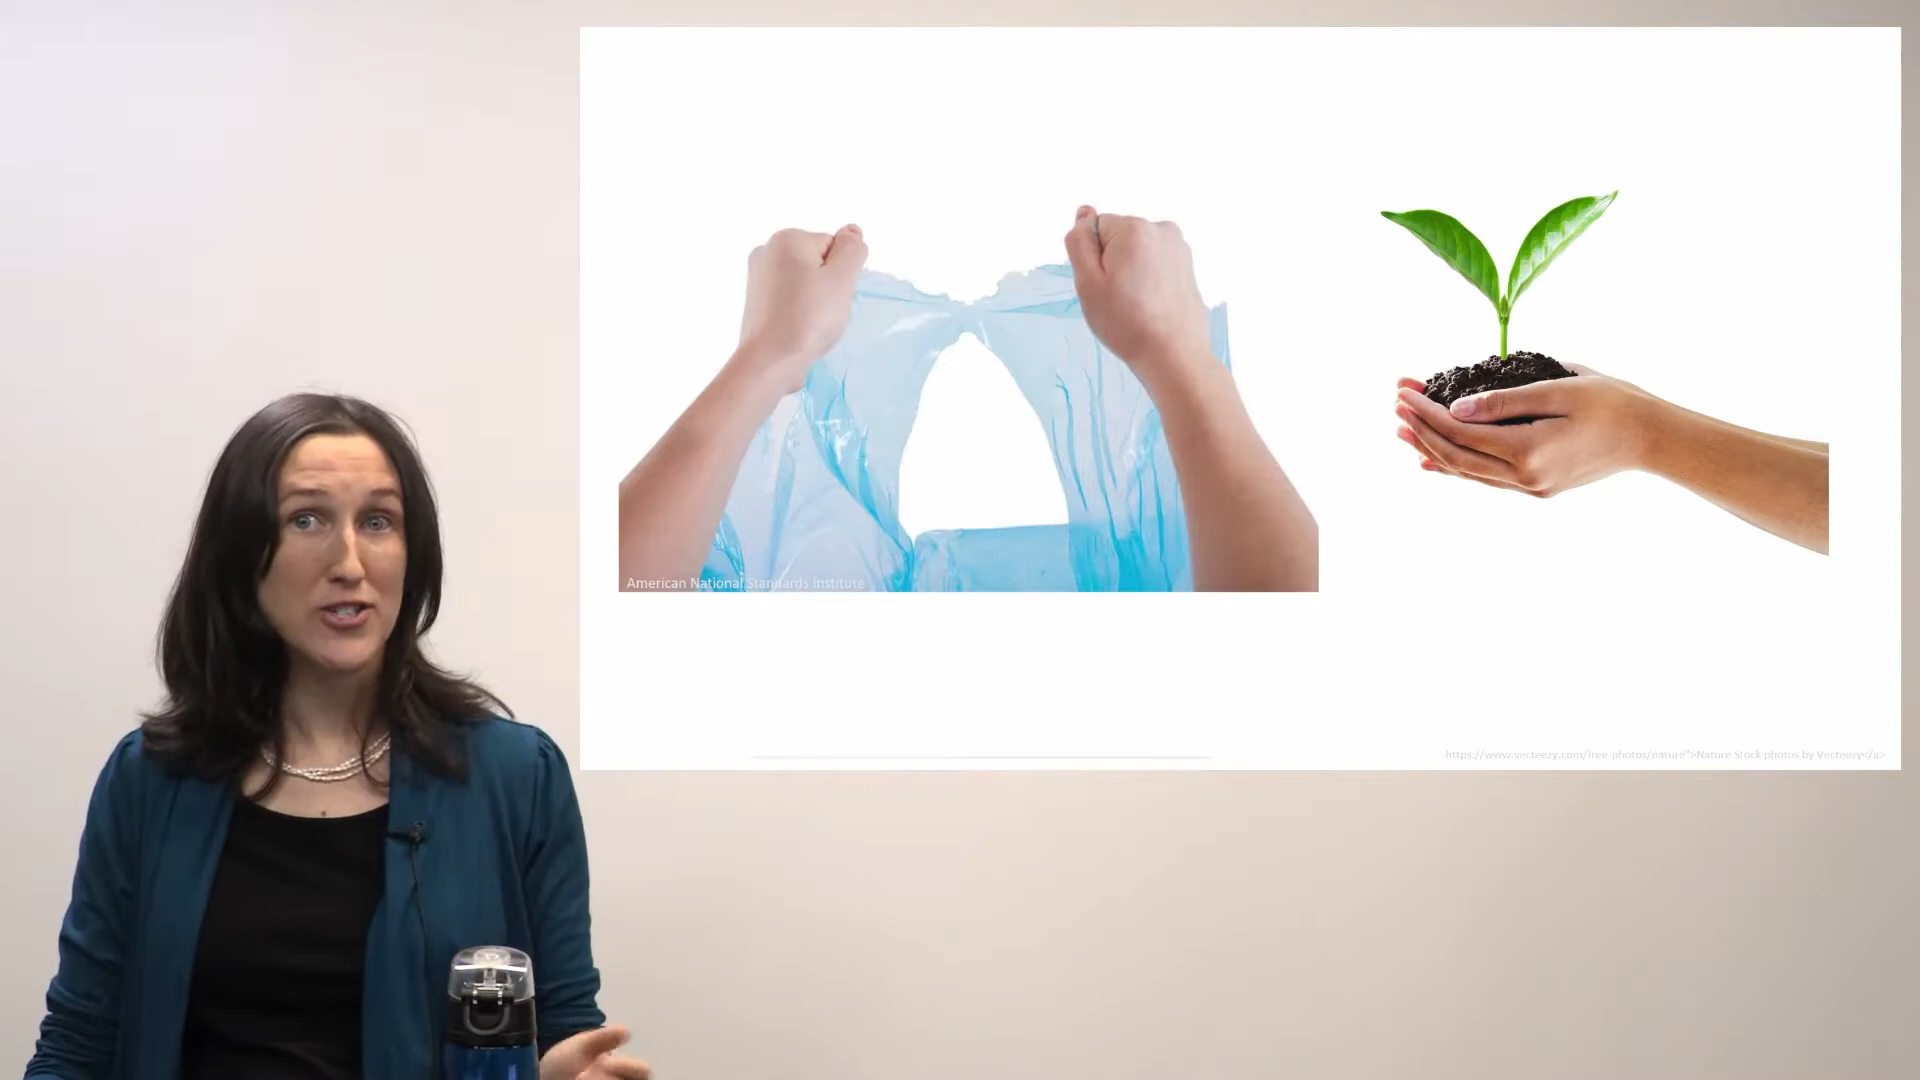 American National Standards Institute
https://www.vecteezy.com/free-photos/nature">Nature Stock photos by Vecteezy</a>